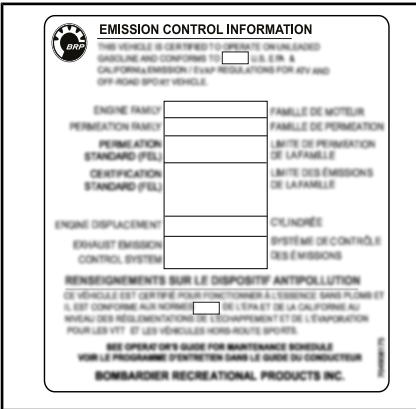 BRP
EMISSION CONTROL INFORMATION
THIS VEHICLE IS CERTIFIED TO OPERATE ON UNLEADED
GASOLINE AND CONFORMS TO U.S. EPA &
CALIFORNIA EMISSION / EVAP REGULATIONS FOR ATV AND
OFF-ROAD SPORT VEHICLE.
ENGINE FAMILY FAMILLE DE MOTEUR
PERMEATION FAMILY FAMILLE DE PERMEATION
PERMEATION STANDARD (FEL) LIMITE DE PERMEATION DE LA FAMILLE
CERTIFICATION STANDARD (FEL) LIMITE DES ÉMISSIONS DE LA FAMILLE
ENGINE DISPLACEMENT CYLINDRÉE
EXHAUST EMISSION CONTROL SYSTEM SYSTÈME DE CONTRÔLE DES ÉMISSIONS
RENSEIGNEMENTS SUR LE DISPOSITIF ANTIPOLLUTION
CE VÉHICULE EST CERTIFIÉ POUR FONCTIONNER À L'ESSENCE SANS PLOMB ET
IL EST CONFORME AUX NORMES DE L'EPA ET DE LA CALIFORNIE AU
NIVEAU DES RÉGLEMENTATIONS DE L'ÉCHAPPEMENT ET DE L'ÉVAPORATION
POUR LES VTT ET LES VÉHICULES HORS-ROUTE SPORTS.
SEE OPERATOR'S GUIDE FOR MAINTENANCE SCHEDULE
VOIR LE PROGRAMME D'ENTRETIEN DANS LE GUIDE DU CONDUCTEUR
BOMBARDIER RECREATIONAL PRODUCTS INC.